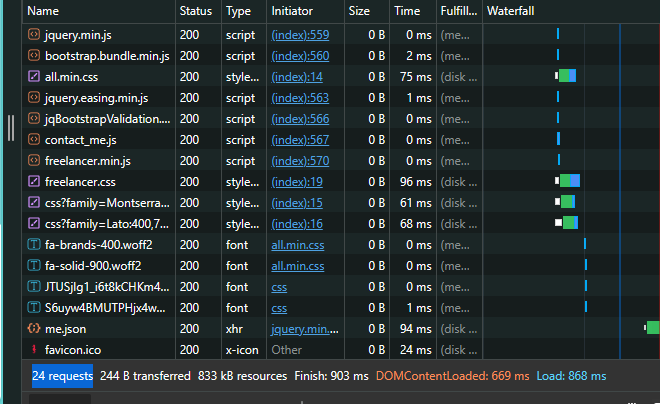 Name Status Type Initiator Size Time Fulfill... Waterfall
jquery.min.js 200 script (index):559 0 B 0 ms (me...
bootstrap.bundle.min.js 200 script (index):560 0 B 2 ms (me...
all.min.css 200 style... (index):14 0 B 75 ms (disk ...
jquery.easing.min.js 200 script (index):563 0 B 1 ms (me...
jqBootstrapValidation.... 200 script (index):566 0 B 0 ms (me...
contact_me.js 200 script (index):567 0 B 0 ms (me...
freelancer.min.js 200 script (index):570 0 B 0 ms (me...
freelancer.css 200 style... (index):19 0 B 96 ms (disk ...
css?family=Montserra... 200 style... (index):15 0 B 61 ms (disk ...
css?family=Lato:400,7... 200 style... (index):16 0 B 68 ms (disk ...
fa-brands-400.woff2 200 font all.min.css 0 B 0 ms (me...
fa-solid-900.woff2 200 font all.min.css 0 B 0 ms (me...
JTUSjIg1_i6t8kCHKm4... 200 font css 0 B 0 ms (me...
S6uyw4BMUTPHjx4w... 200 font css 0 B 1 ms (me...
me.json 200 xhr jquery.min.... 0 B 94 ms (disk ...
favicon.ico 200 x-icon Other 0 B 24 ms (disk ...
24 requests 244 B transferred 833 kB resources Finish: 903 ms DOMContentLoaded: 669 ms Load: 868 ms